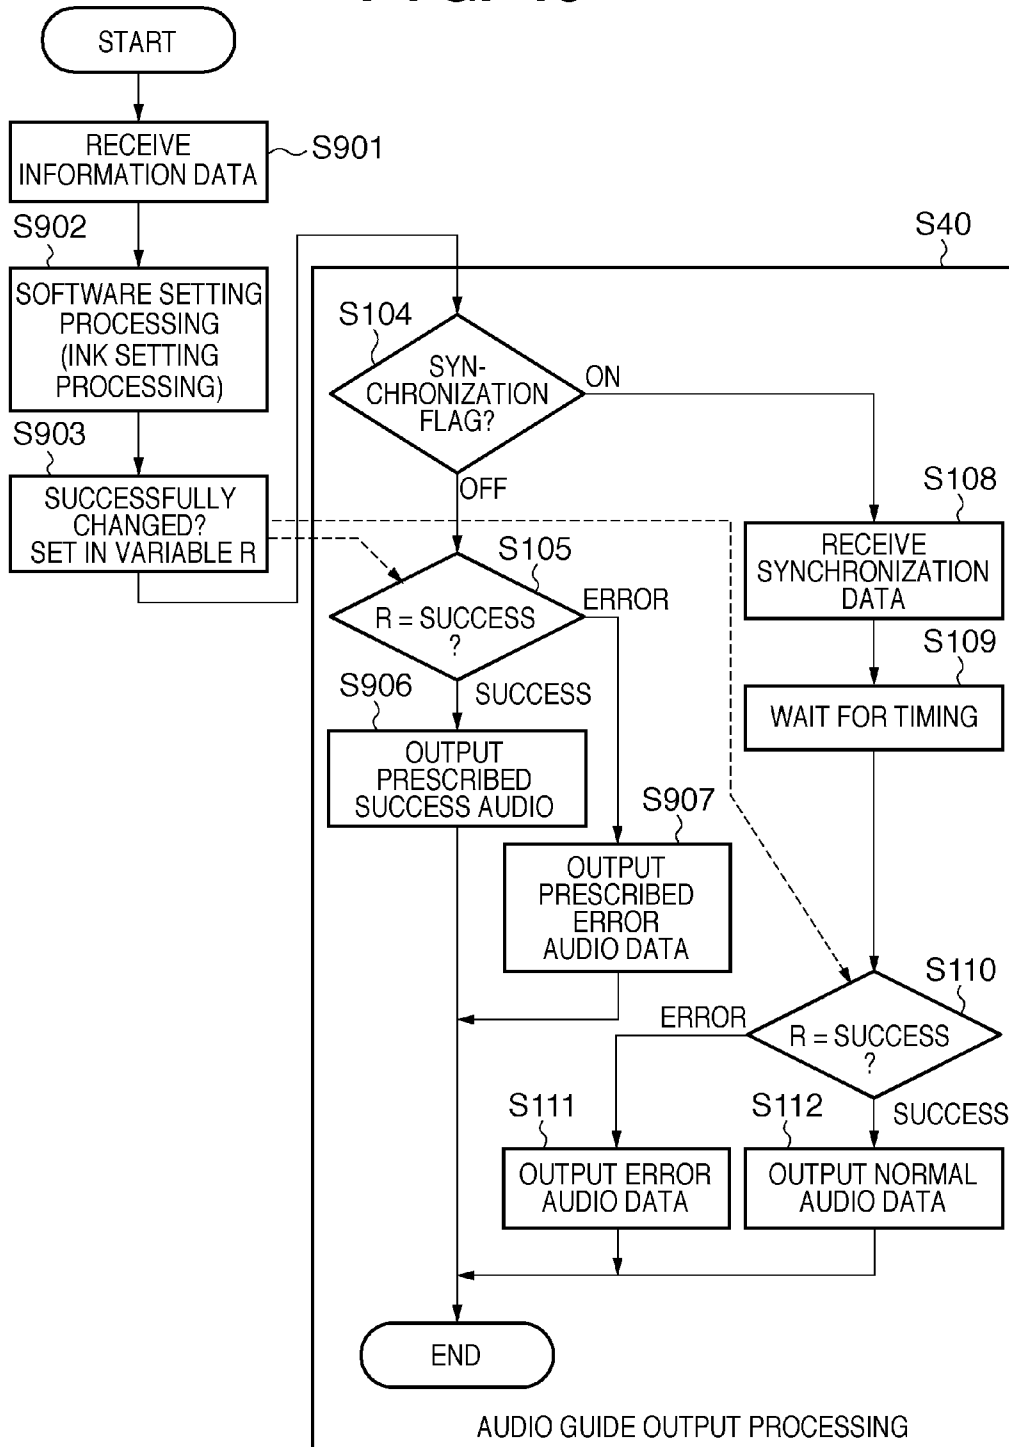 START
RECEIVE
INFORMATION DATA
S901
S902
SOFTWARE SETTING
PROCESSING
(INK SETTING
PROCESSING)
S903
SUCCESSFULLY
CHANGED?
SET IN VARIABLE R
S40
S104
SYN-
CHRONIZATION
FLAG?
ON
OFF
S105
R = SUCCESS
?
ERROR
SUCCESS
S906
OUTPUT
PRESCRIBED
SUCCESS AUDIO
S907
OUTPUT
PRESCRIBED
ERROR
AUDIO DATA
S108
RECEIVE
SYNCHRONIZATION
DATA
S109
WAIT FOR TIMING
S110
R = SUCCESS
?
ERROR
SUCCESS
S111
OUTPUT ERROR
AUDIO DATA
S112
OUTPUT NORMAL
AUDIO DATA
END
AUDIO GUIDE OUTPUT PROCESSING